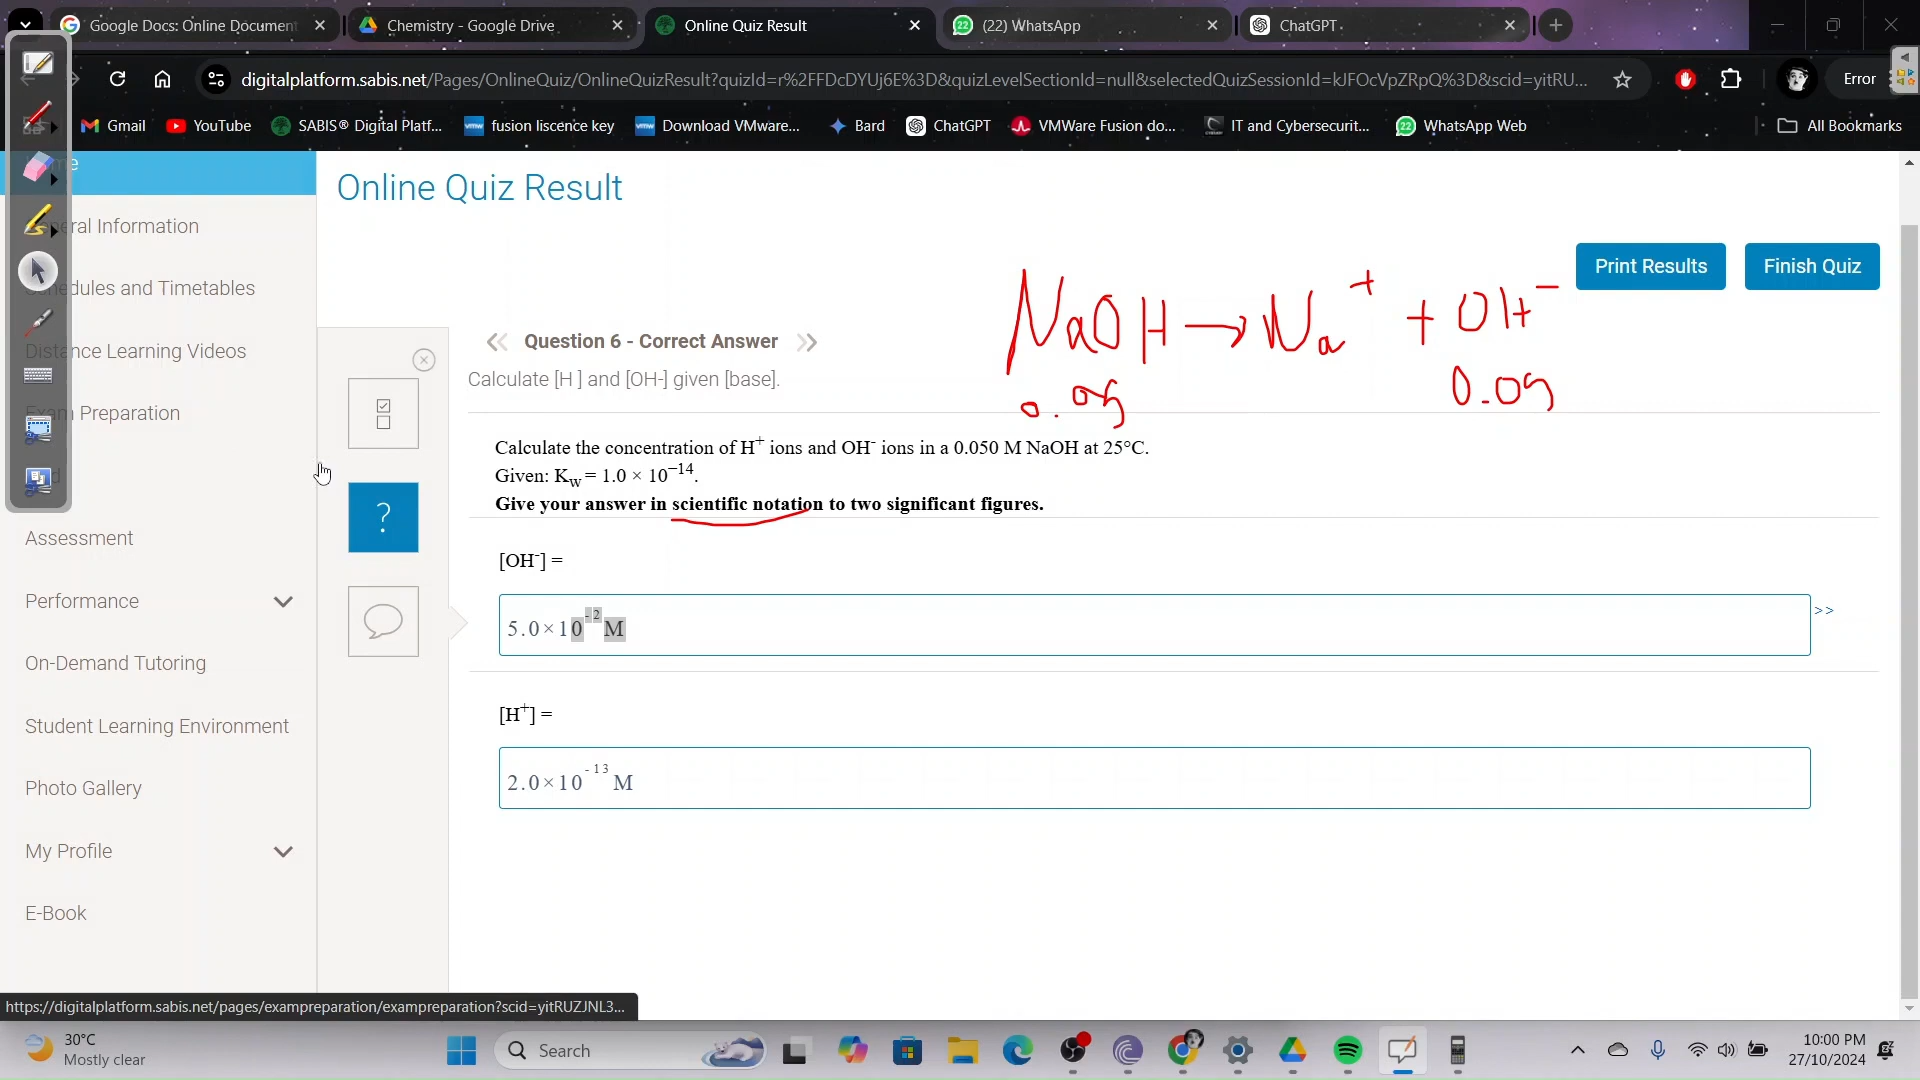 Google Docs: Online Document
Chemistry - Google Drive
Online Quiz Result
(22) WhatsApp
ChatGPT
digitalplatform.sabis.net/Pages/OnlineQuiz/OnlineQuizResult?quizId=r%2FFDcDYUj6E%3D&quizLevelSectionId=null&selectedQuizSessionId=kJFOcVpZRpQ%3D&scid=yitRU...
Error
Gmail
YouTube
SABIS® Digital Platf...
fusion liscence key
Download VMware...
Bard
ChatGPT
VMWare Fusion do...
IT and Cybersecurit...
WhatsApp Web
All Bookmarks
Online Quiz Result
Print Results
Finish Quiz
NaOH → Na⁺ + OH⁻
0.05 0.05
eral Information
hedules and Timetables
Distance Learning Videos
Exam Preparation
Assessment
Performance
On-Demand Tutoring
Student Learning Environment
Photo Gallery
My Profile
E-Book
Question 6 - Correct Answer
Calculate [H ] and [OH-] given [base].
Calculate the concentration of H⁺ ions and OH⁻ ions in a 0.050 M NaOH at 25°C.
Given: Kw = 1.0 × 10⁻¹⁴.
Give your answer in scientific notation to two significant figures.
[OH⁻] =
5.0×10⁻² M
>>
[H⁺] =
2.0×10⁻¹³ M
https://digitalplatform.sabis.net/pages/exampreparation/exampreparation?scid=yitRUZJNL3...
30°C
Mostly clear
Search
10:00 PM
27/10/2024